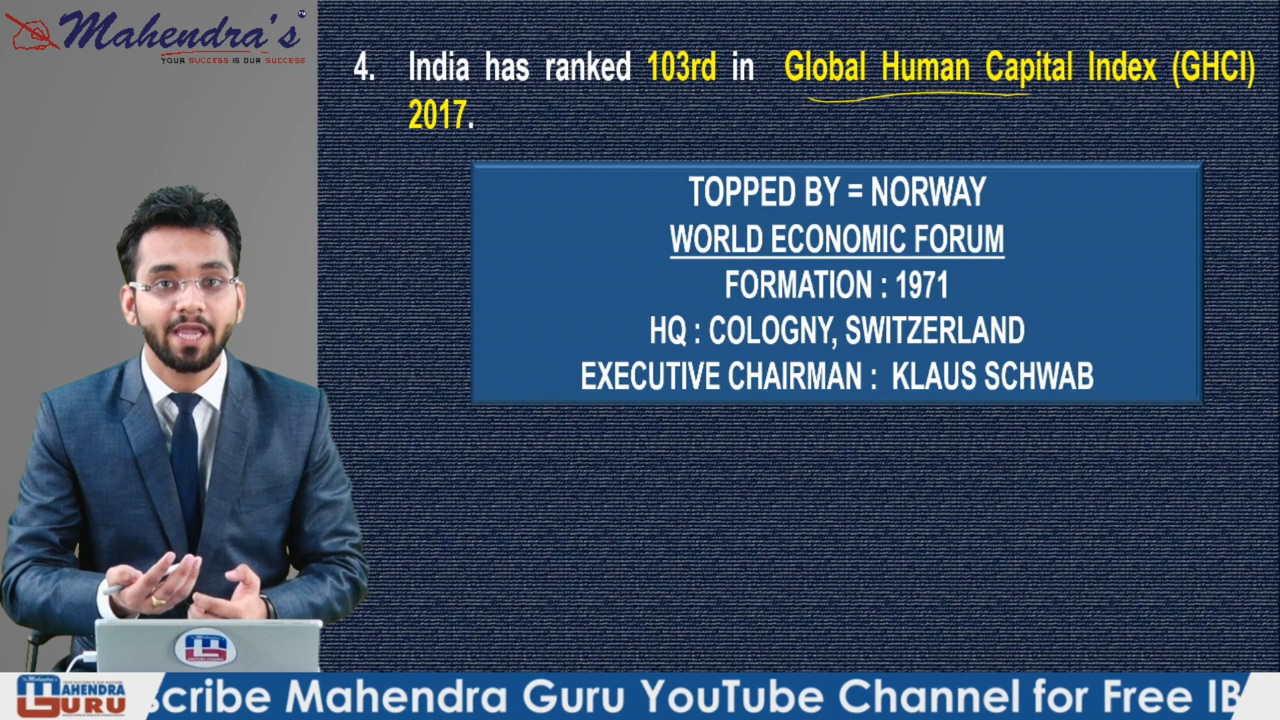 Mahendra's
YOUR SUCCESS IS OUR SUCCESS
4. India has ranked 103rd in Global Human Capital Index (GHCI)
2017.
TOPPED BY = NORWAY
WORLD ECONOMIC FORUM
FORMATION : 1971
HQ : COLOGNY, SWITZERLAND
EXECUTIVE CHAIRMAN : KLAUS SCHWAB
MAHENDRA
GURU
scribe Mahendra Guru YouTube Channel for Free IB